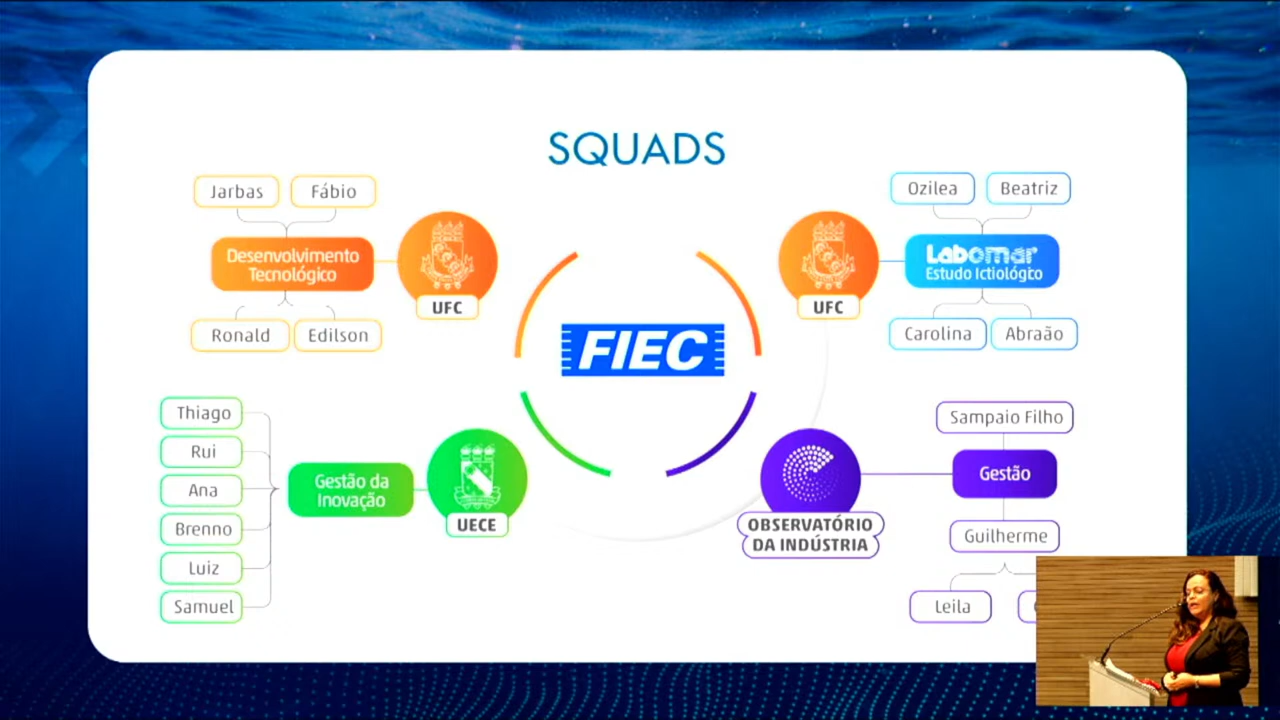 SQUADS
Jarbas
Fábio
Desenvolvimento
Tecnológico
UFC
Ronald
Edilson
Ozilea
Beatriz
Labomar
Estudo Ictiológico
UFC
Carolina
Abraão
FIEC
Thiago
Rui
Ana
Brenno
Luiz
Samuel
Gestão da
Inovação
UECE
OBSERVATÓRIO
DA INDÚSTRIA
Sampaio Filho
Gestão
Guilherme
Leila